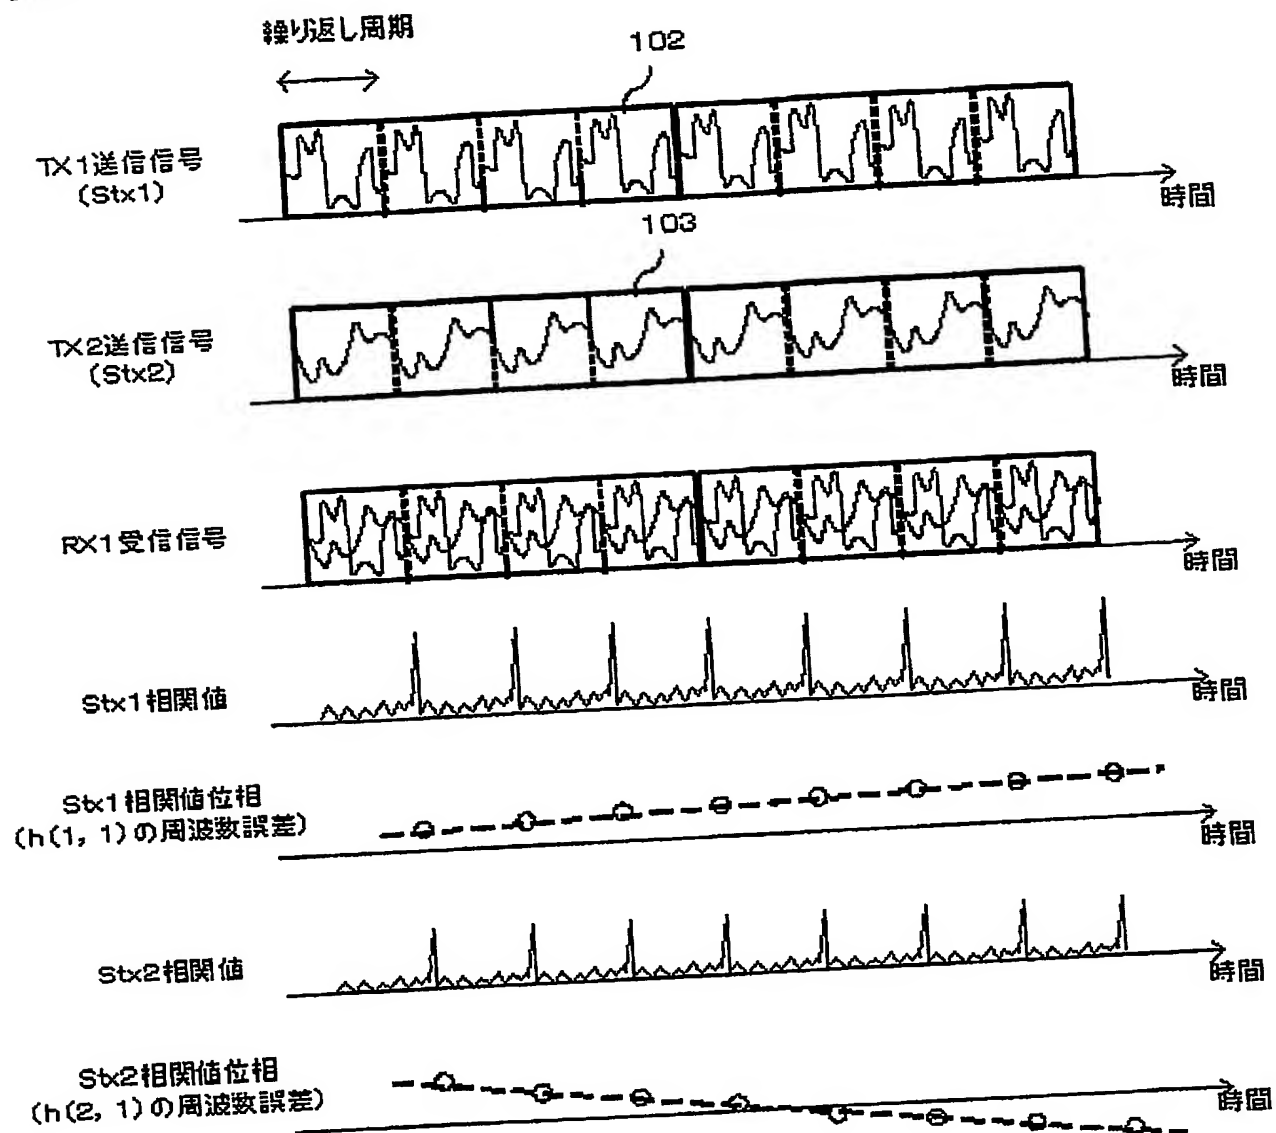 繰り返し周期
102
TX1送信信号
(Stx1)
時間
103
TX2送信信号
(Stx2)
時間
RX1受信信号
時間
Stx1相関値
時間
Stx1相関値位相
(h(1, 1)の周波数誤差)
時間
Stx2相関値
時間
Stx2相関値位相
(h(2, 1)の周波数誤差)
時間